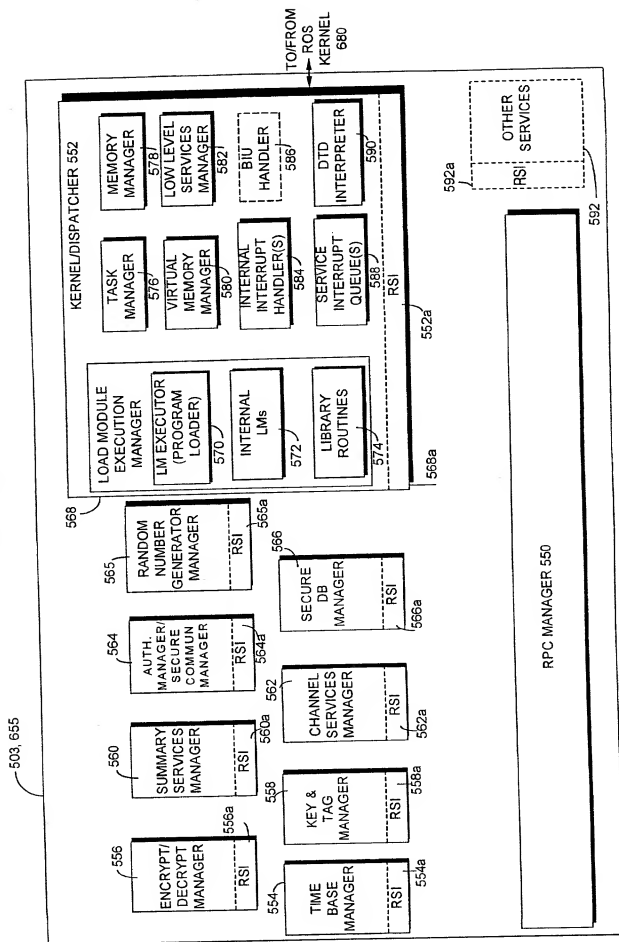 503, 655
KERNEL/DISPATCHER 552
TO/FROM
ROS
KERNEL
680
568
LOAD MODULE
EXECUTION
MANAGER
LM EXECUTOR
(PROGRAM
LOADER)
570
INTERNAL
LMs
572
LIBRARY
ROUTINES
574
568a
TASK
MANAGER
576
VIRTUAL
MEMORY
MANAGER
580
INTERNAL
INTERRUPT
HANDLER(S)
584
SERVICE
INTERRUPT
QUEUE(S)
588
MEMORY
MANAGER
578
LOW LEVEL
SERVICES
MANAGER
582
BIU
HANDLER
586
DTD
INTERPRETER
590
RSI
552a
556
ENCRYPT/
DECRYPT
MANAGER
RSI
556a
560
SUMMARY
SERVICES
MANAGER
RSI
560a
564
AUTH.
MANAGER/
SECURE
COMMUN
MANAGER
RSI
564a
565
RANDOM
NUMBER
GENERATOR
MANAGER
RSI
565a
554
TIME
BASE
MANAGER
RSI
554a
558
KEY &
TAG
MANAGER
RSI
558a
562
CHANNEL
SERVICES
MANAGER
RSI
562a
566
SECURE
DB
MANAGER
RSI
566a
592a
RSI
OTHER
SERVICES
592
RPC MANAGER 550